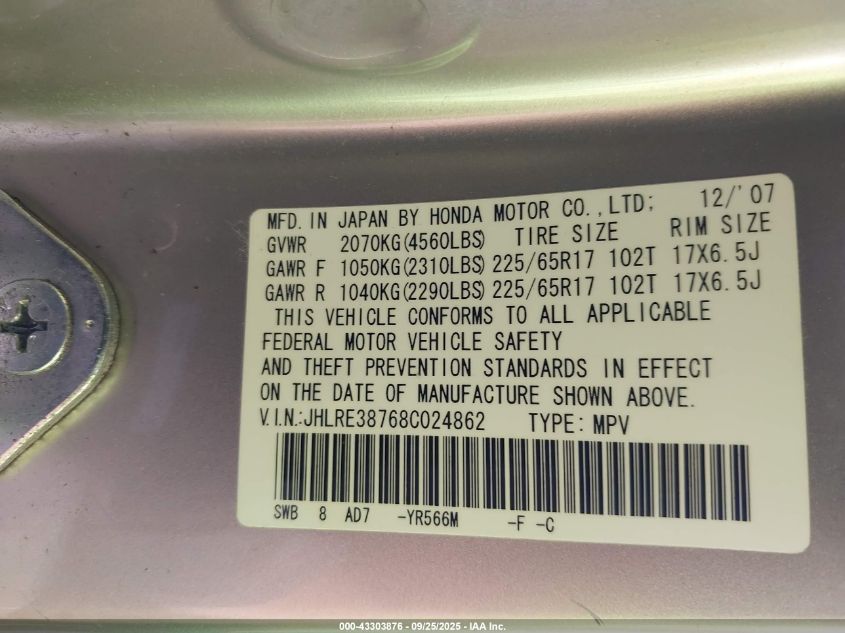 MFD. IN JAPAN BY HONDA MOTOR CO.,LTD; 12/'07
GVWR 2070KG(4560LBS) TIRE SIZE RIM SIZE
GAWR F 1050KG(2310LBS) 225/65R17 102T 17X6.5J
GAWR R 1040KG(2290LBS) 225/65R17 102T 17X6.5J
THIS VEHICLE CONFORMS TO ALL APPLICABLE
FEDERAL MOTOR VEHICLE SAFETY
AND THEFT PREVENTION STANDARDS IN EFFECT
ON THE DATE OF MANUFACTURE SHOWN ABOVE.
V.I.N.:JHLRE38768C024862 TYPE: MPV
SWB 8 AD7 -YR566M -F -C
000-43303876 - 09/25/2025 - IAA Inc.